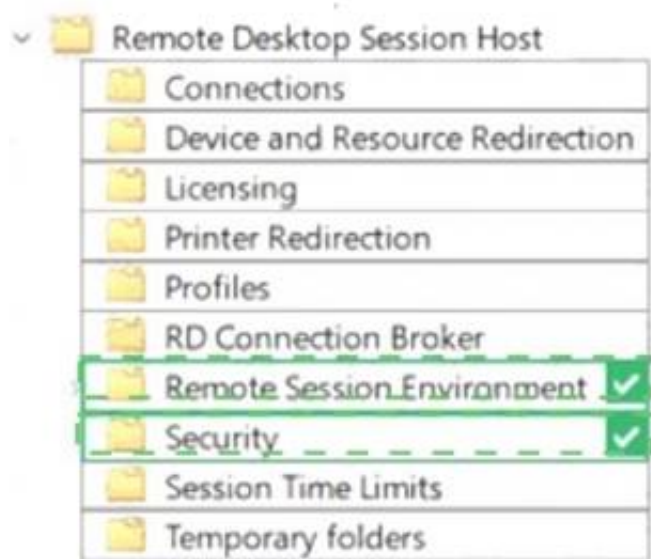 Remote Desktop Session Host
Connections
Device and Resource Redirection
Licensing
Printer Redirection
Profiles
RD Connection Broker
Remote Session Environment
Security
Session Time Limits
Temporary folders